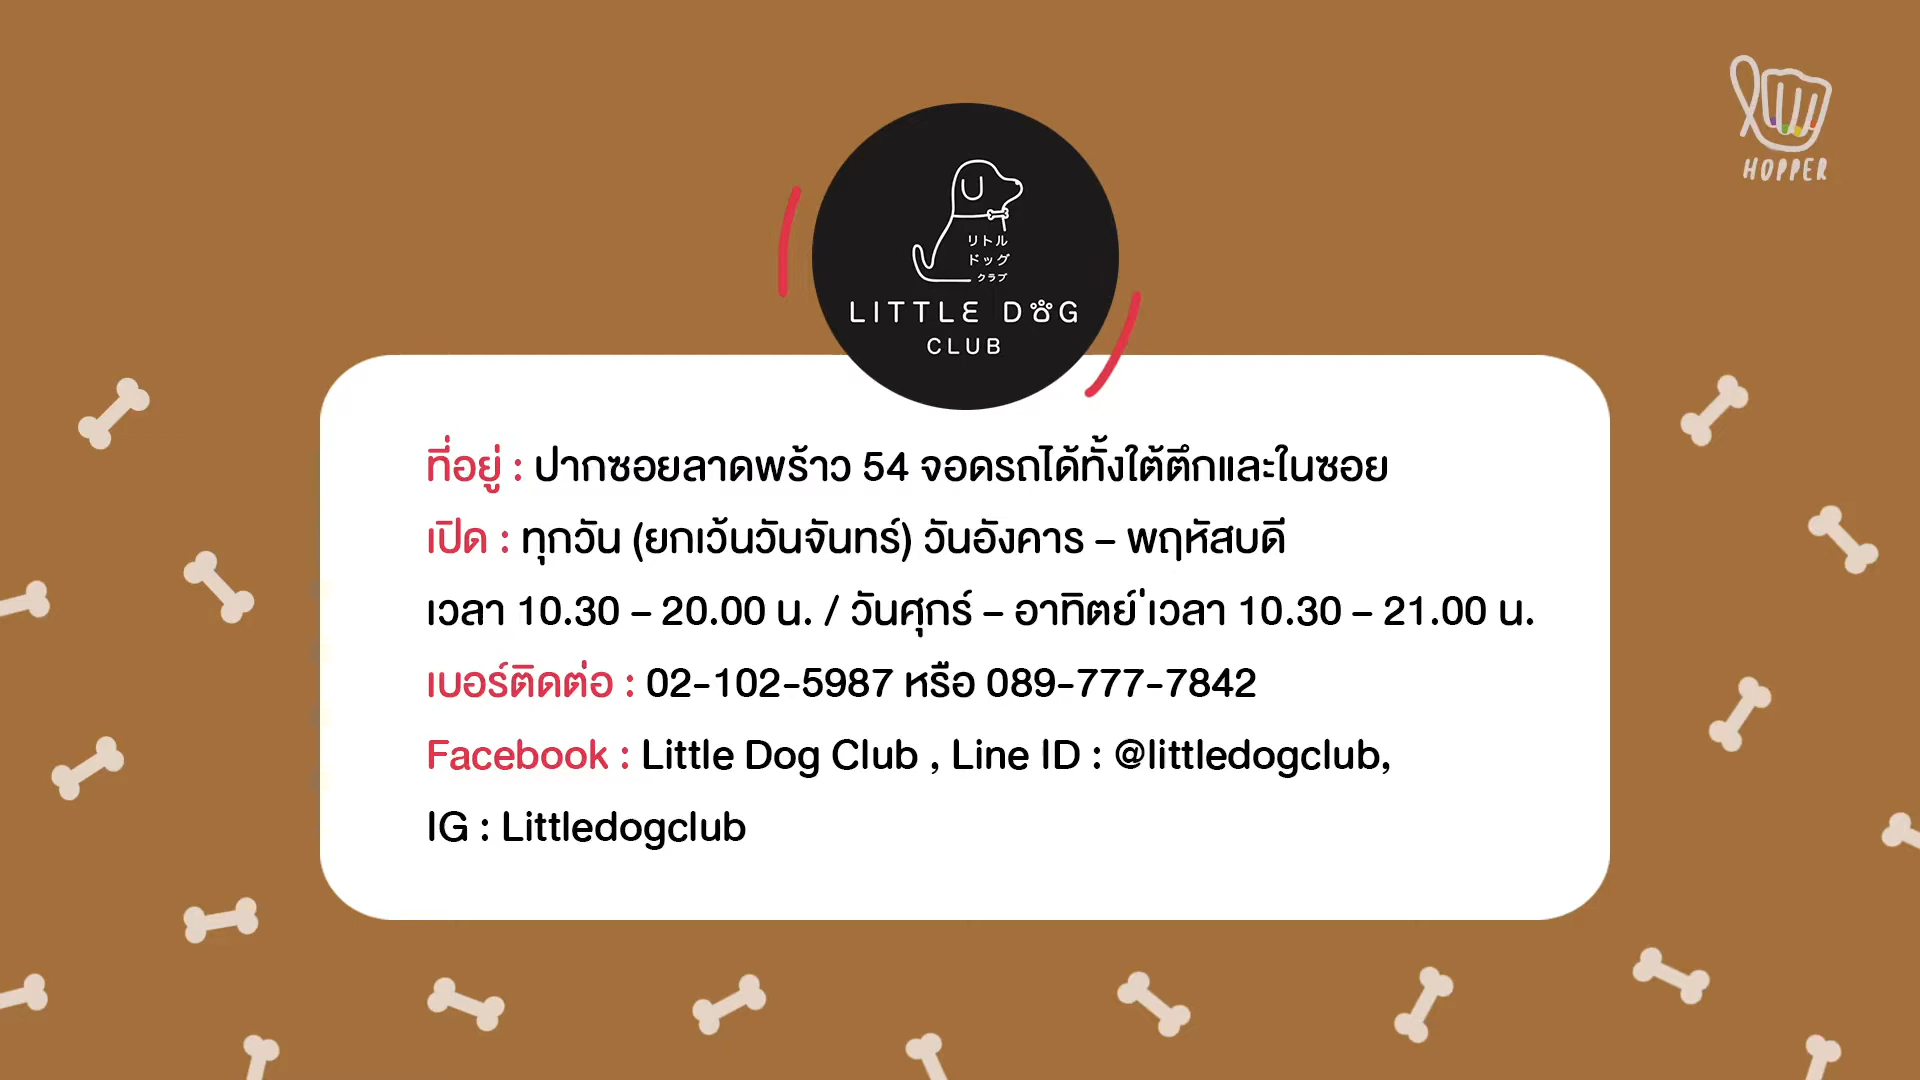 HOPPER
リトル
ドッグ
クラブ
LITTLE DOG
CLUB
ที่อยู่ : ปากซอยลาดพร้าว 54 จอดรถได้ทั้งใต้ตึกและในซอย
เปิด : ทุกวัน (ยกเว้นวันจันทร์) วันอังคาร – พฤหัสบดี
เวลา 10.30 – 20.00 น. / วันศุกร์ – อาทิตย์ ่เวลา 10.30 – 21.00 น.
เบอร์ติดต่อ : 02-102-5987 หรือ 089-777-7842
Facebook : Little Dog Club , Line ID : @littledogclub,
IG : Littledogclub